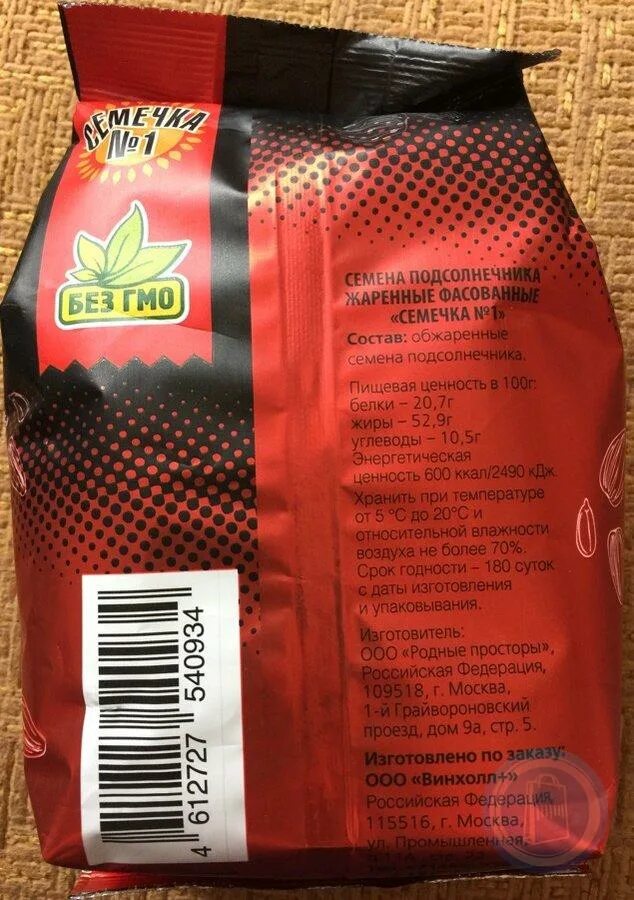 СЕМЕЧКА
№1
БЕЗ ГМО
СЕМЕНА ПОДСОЛНЕЧНИКА
ЖАРЕННЫЕ ФАСОВАННЫЕ
«СЕМЕЧКА №1»
Состав: обжаренные
семена подсолнечника.
Пищевая ценность в 100г:
белки – 20,7г
жиры – 52,9г
углеводы – 10,5г
Энергетическая
ценность 600 ккал/2490 кДж.
Хранить при температуре
от 5 °С до 20°С и
относительной влажности
воздуха не более 70%.
Срок годности – 180 суток
с даты изготовления
и упаковывания.
Изготовитель:
ООО «Родные просторы»,
Российская Федерация,
109518, г. Москва,
1-й Грайвороновский
проезд, дом 9а, стр. 5.
Изготовлено по заказу:
ООО «Винхолл+»
Российская Федерация,
115516, г. Москва,
ул. Промышленная,
4 612727 540934